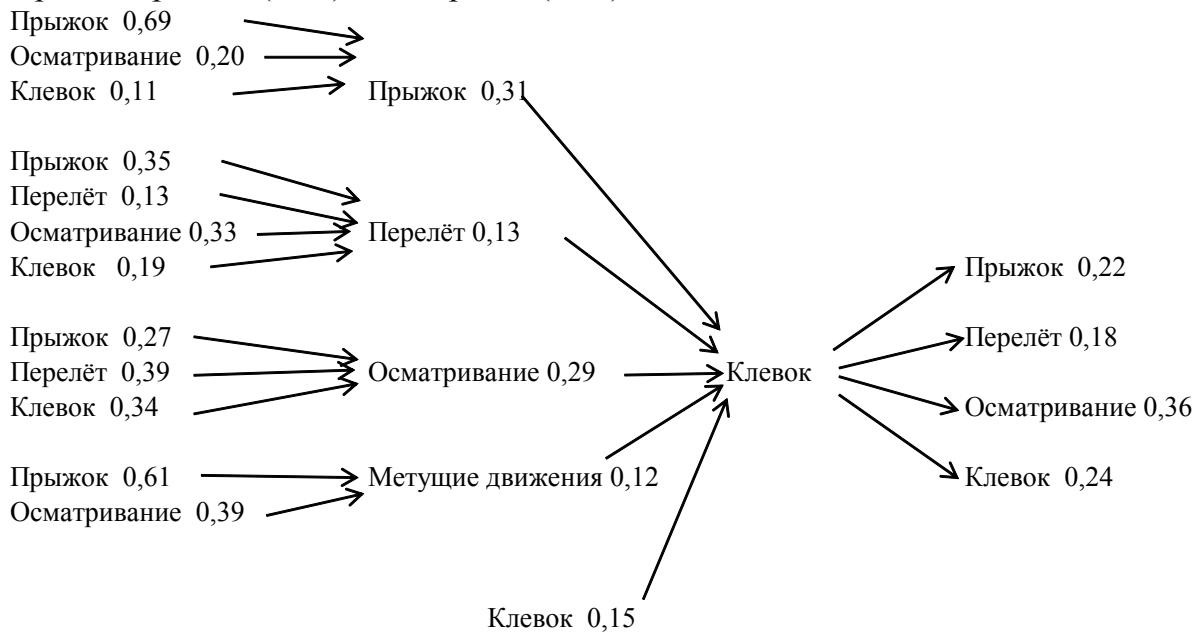 Прыжок 0,69
Осматривание 0,20
Клевок 0,11
Прыжок 0,31
Прыжок 0,35
Перелёт 0,13
Осматривание 0,33
Клевок 0,19
Перелёт 0,13
Прыжок 0,27
Перелёт 0,39
Клевок 0,34
Осматривание 0,29
Прыжок 0,61
Осматривание 0,39
Метущие движения 0,12
Клевок 0,15
Клевок
Прыжок 0,22
Перелёт 0,18
Осматривание 0,36
Клевок 0,24